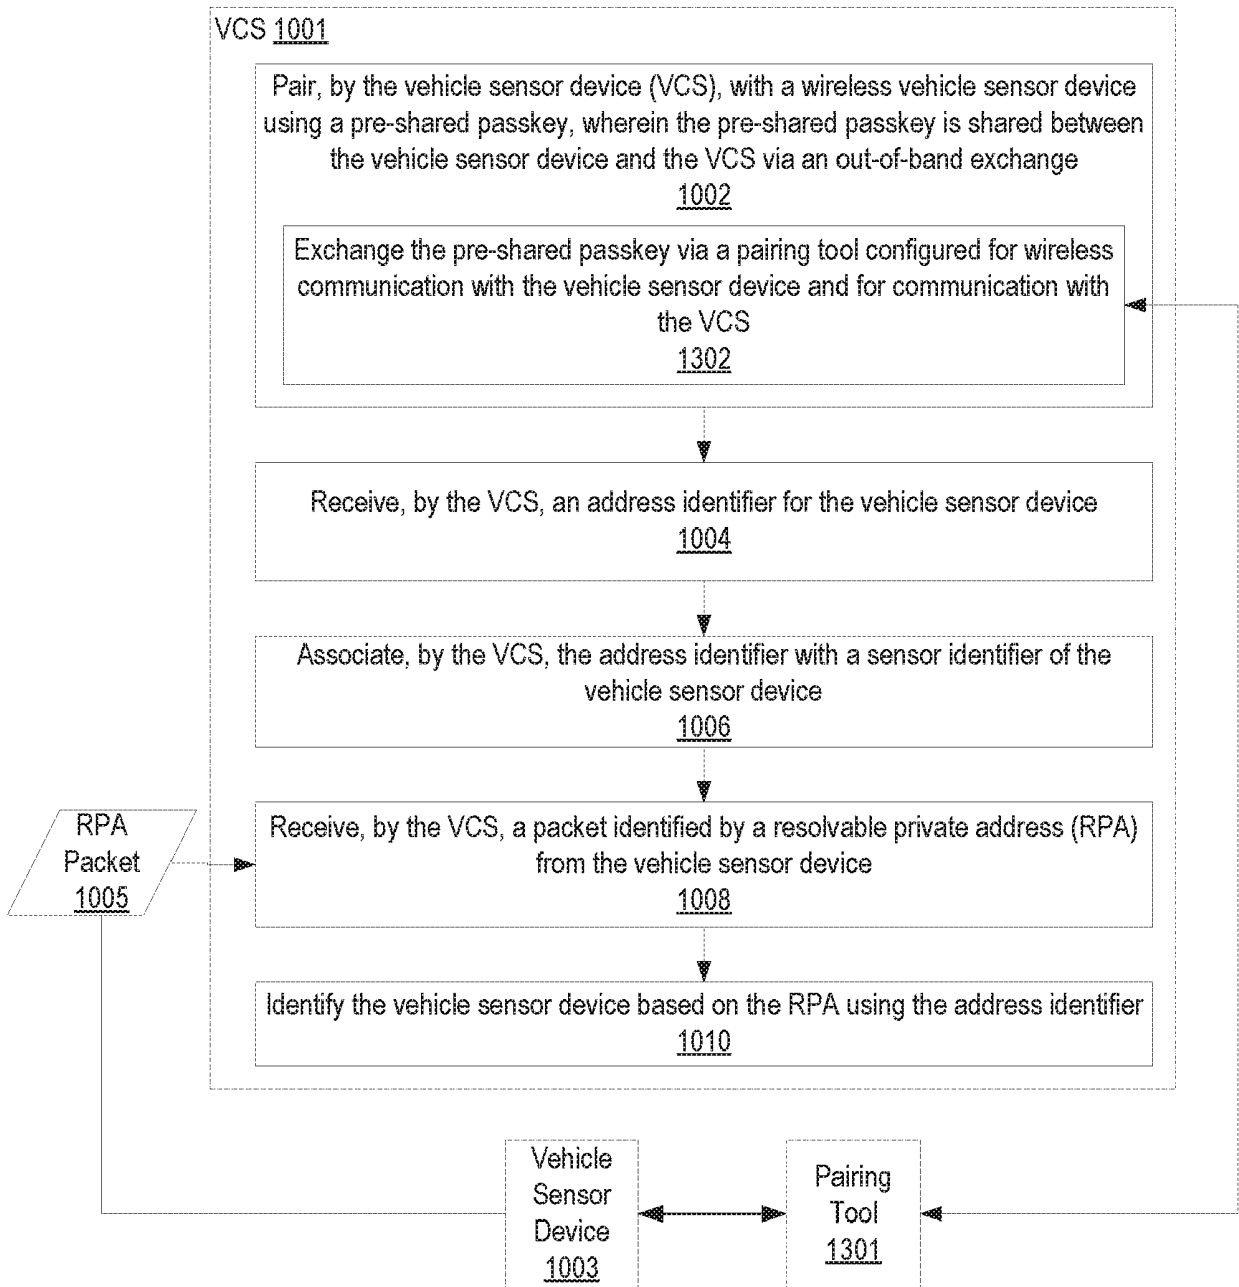 VCS 1001
Pair, by the vehicle sensor device (VCS), with a wireless vehicle sensor device
using a pre-shared passkey, wherein the pre-shared passkey is shared between
the vehicle sensor device and the VCS via an out-of-band exchange
1002
Exchange the pre-shared passkey via a pairing tool configured for wireless
communication with the vehicle sensor device and for communication with
the VCS
1302
Receive, by the VCS, an address identifier for the vehicle sensor device
1004
Associate, by the VCS, the address identifier with a sensor identifier of the
vehicle sensor device
1006
RPA
Packet
1005
Receive, by the VCS, a packet identified by a resolvable private address (RPA)
from the vehicle sensor device
1008
Identify the vehicle sensor device based on the RPA using the address identifier
1010
Vehicle
Sensor
Device
1003
Pairing
Tool
1301